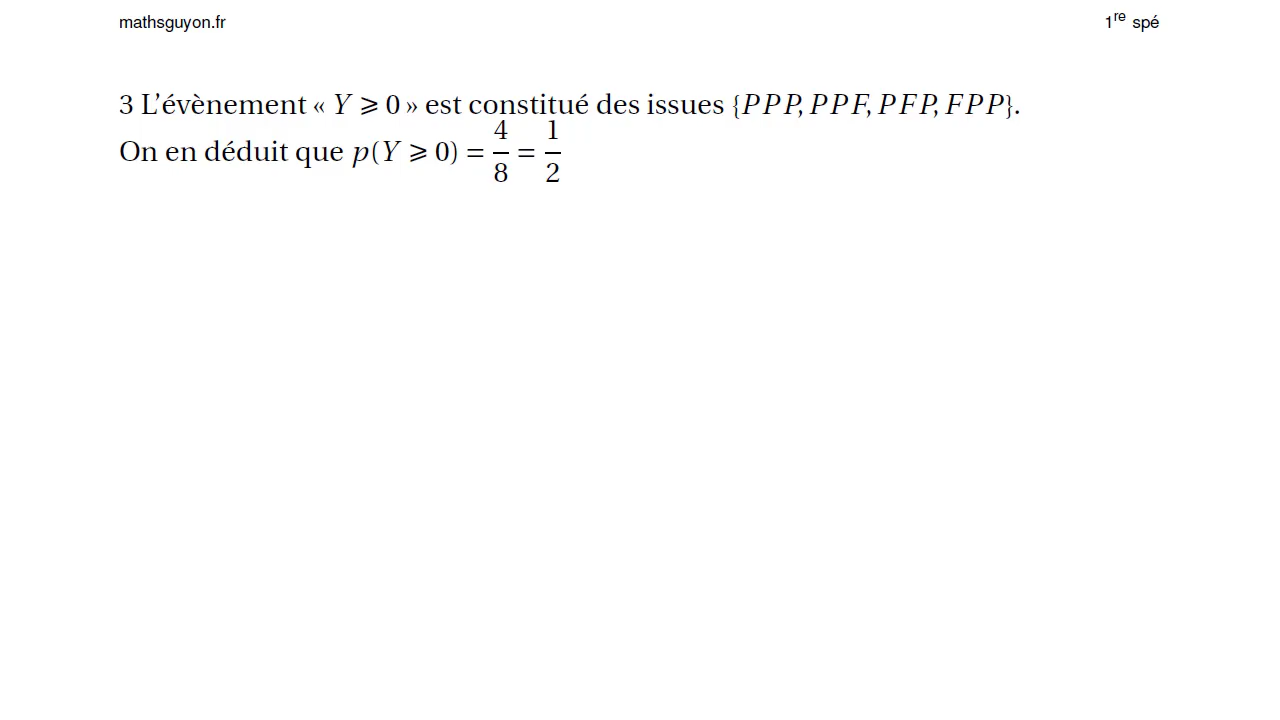 mathsguyon.fr 1re spé
3 L'évènement « Y ⩾ 0 » est constitué des issues {PPP, PPF, PFP, FPP}.
On en déduit que p(Y ⩾ 0) = 4/8 = 1/2